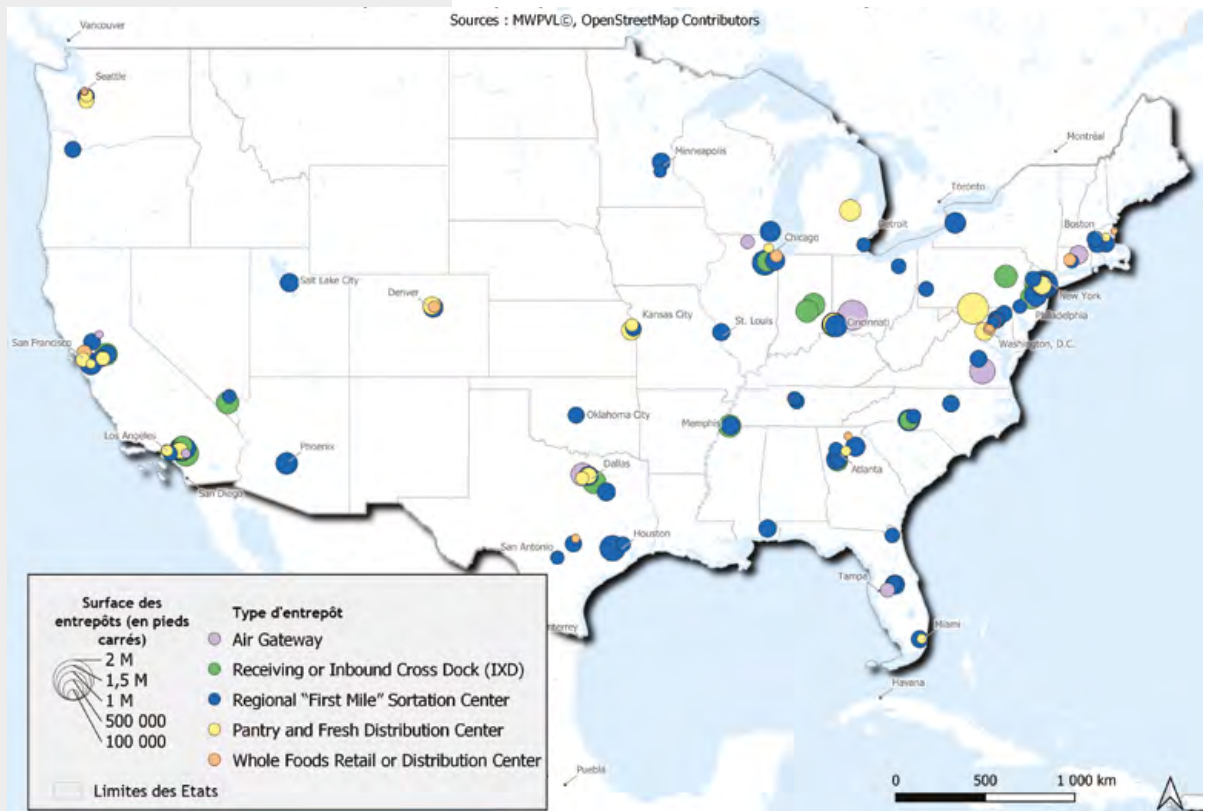 Sources : MWPVL©, OpenStreetMap Contributors
Vancouver
Seattle
Minneapolis
Montréal
Toronto
Detroit
Boston
Chicago
Salt Lake City
Denver
New York
Philadelphia
Kansas City
St. Louis
Cincinnati
Washington, D.C.
San Francisco
Oklahoma City
Memphis
Los Angeles
Phoenix
Dallas
Atlanta
San Diego
San Antonio
Houston
Tampa
Miami
Havana
Puebla
Surface des
entrepôts (en pieds
carrés)
2 M
1,5 M
1 M
500 000
100 000
Type d'entrepôt
Air Gateway
Receiving or Inbound Cross Dock (IXD)
Regional "First Mile" Sortation Center
Pantry and Fresh Distribution Center
Whole Foods Retail or Distribution Center
Limites des Etats
0 500 1 000 km